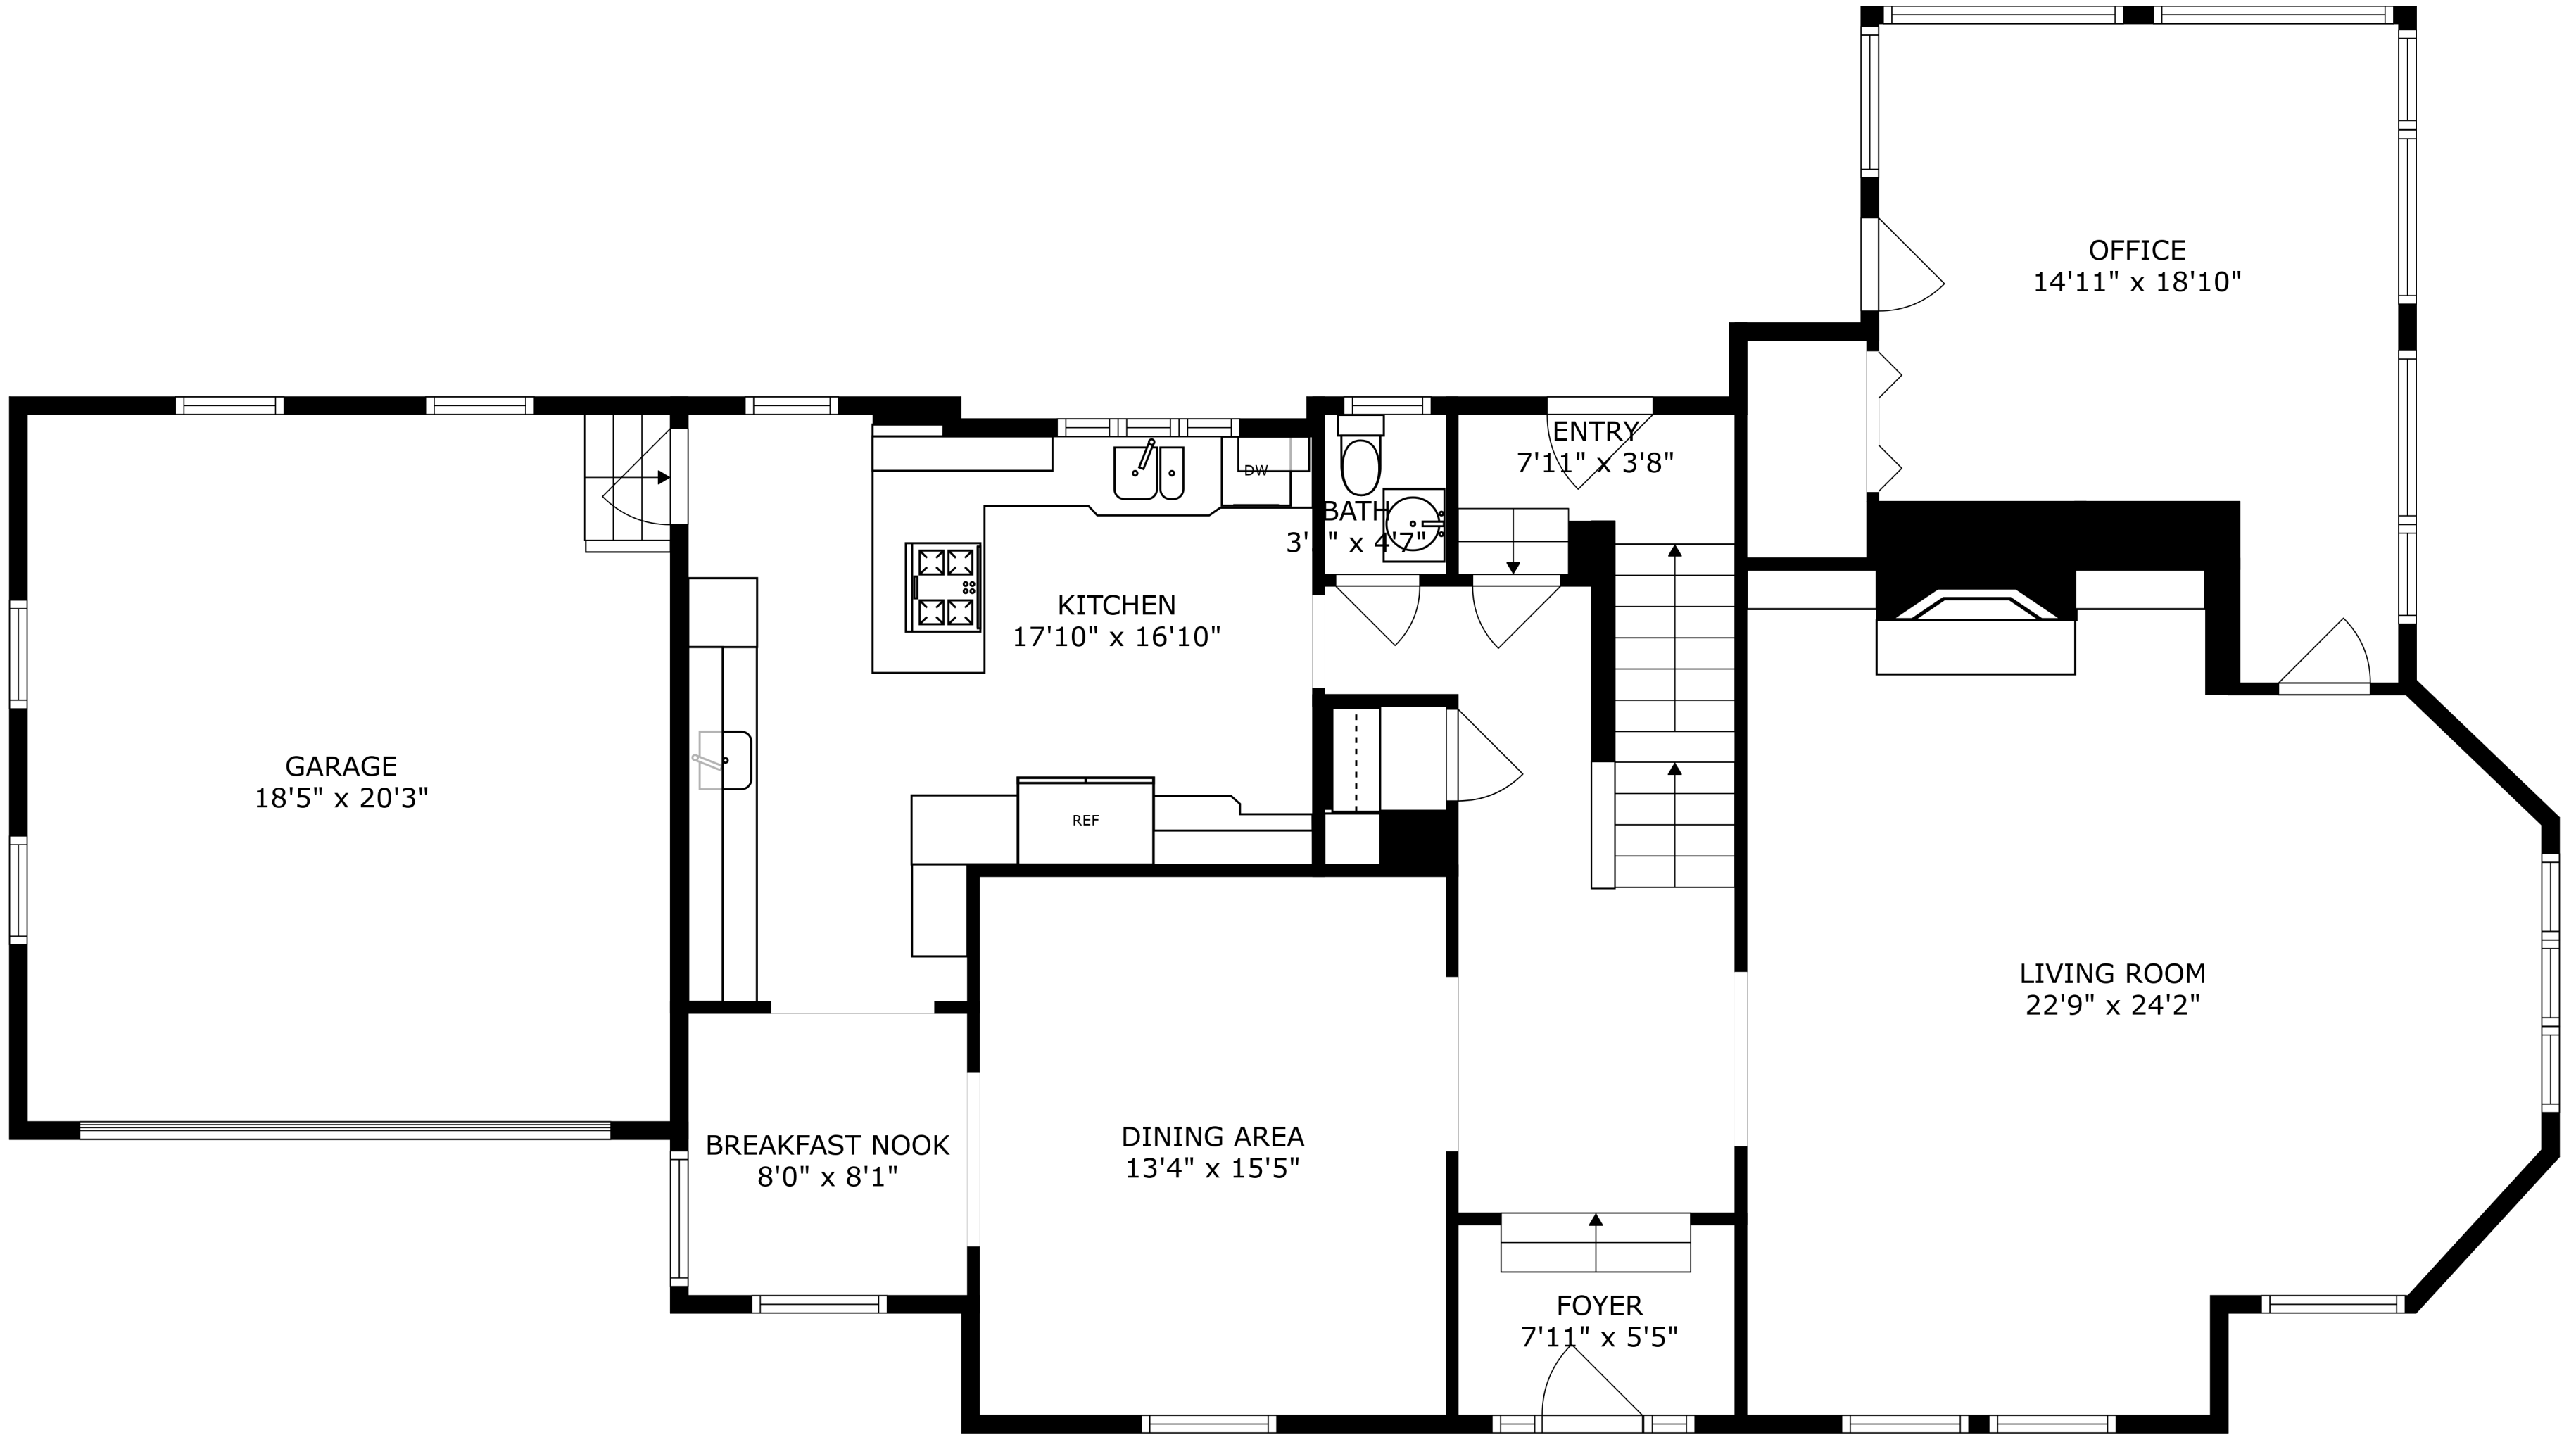 OFFICE
14'11" x 18'10"
ENTRY
7'11" x 3'8"
DW
BATH
x 4'7"
KITCHEN
17'10" x 16'10"
GARAGE
18'5" x 20'3"
REF
LIVING ROOM
22'9" x 24'2"
BREAKFAST NOOK
8'0" x 8'1"
DINING AREA
13'4" x 15'5"
FOYER
7'11" x 5'5"